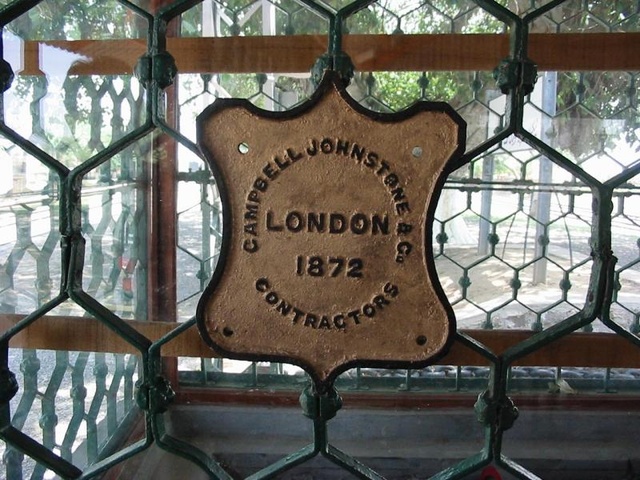 CAMPBELL JOHNSTONE & Co
LONDON
1872
CONTRACTORS